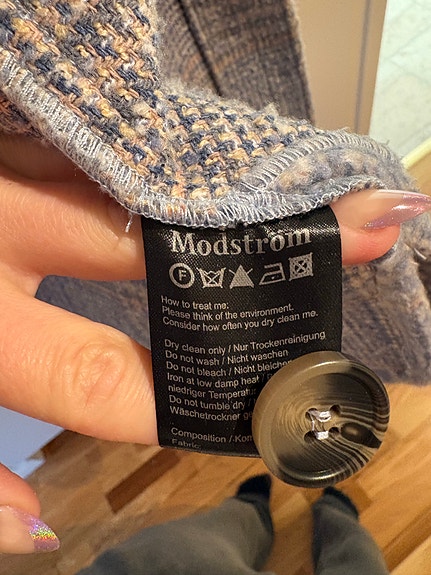 Modström
F
How to treat me:
Please think of the environment.
Consider how often you dry clean me.
Dry clean only / Nur Trockenreinigung
Do not wash / Nicht waschen
Do not bleach / Nicht bleichen
Iron at low damp heat /
niedriger Temperatur
Do not tumble dry /
Wäschetrockner
Composition /
Fabric: